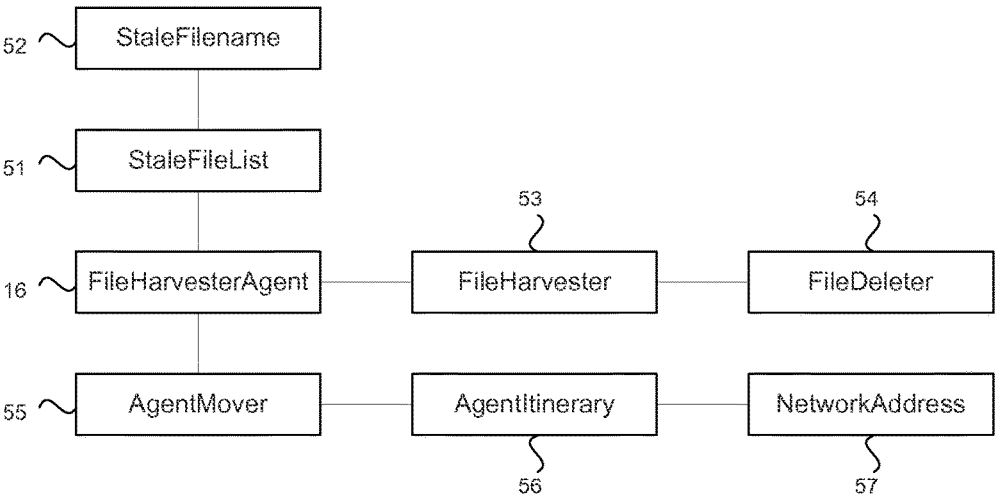 52 StaleFilename
51 StaleFileList
53 54
16 FileHarvesterAgent FileHarvester FileDeleter
55 AgentMover AgentItinerary NetworkAddress
56 57